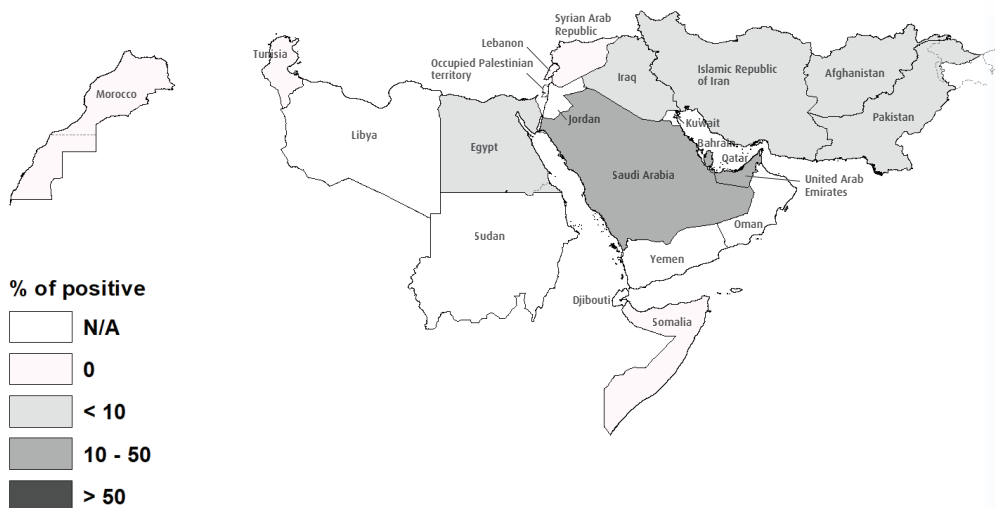 Syrian Arab
Republic
Lebanon
Occupied Palestinian
territory
Tunisia
Morocco
Libya
Egypt
Iraq
Jordan
Islamic Republic
of Iran
Afghanistan
Pakistan
Kuwait
Bahrain
Qatar
Saudi Arabia
United Arab
Emirates
Oman
Sudan
Yemen
Djibouti
Somalia
% of positive
N/A
0
< 10
10 - 50
> 50